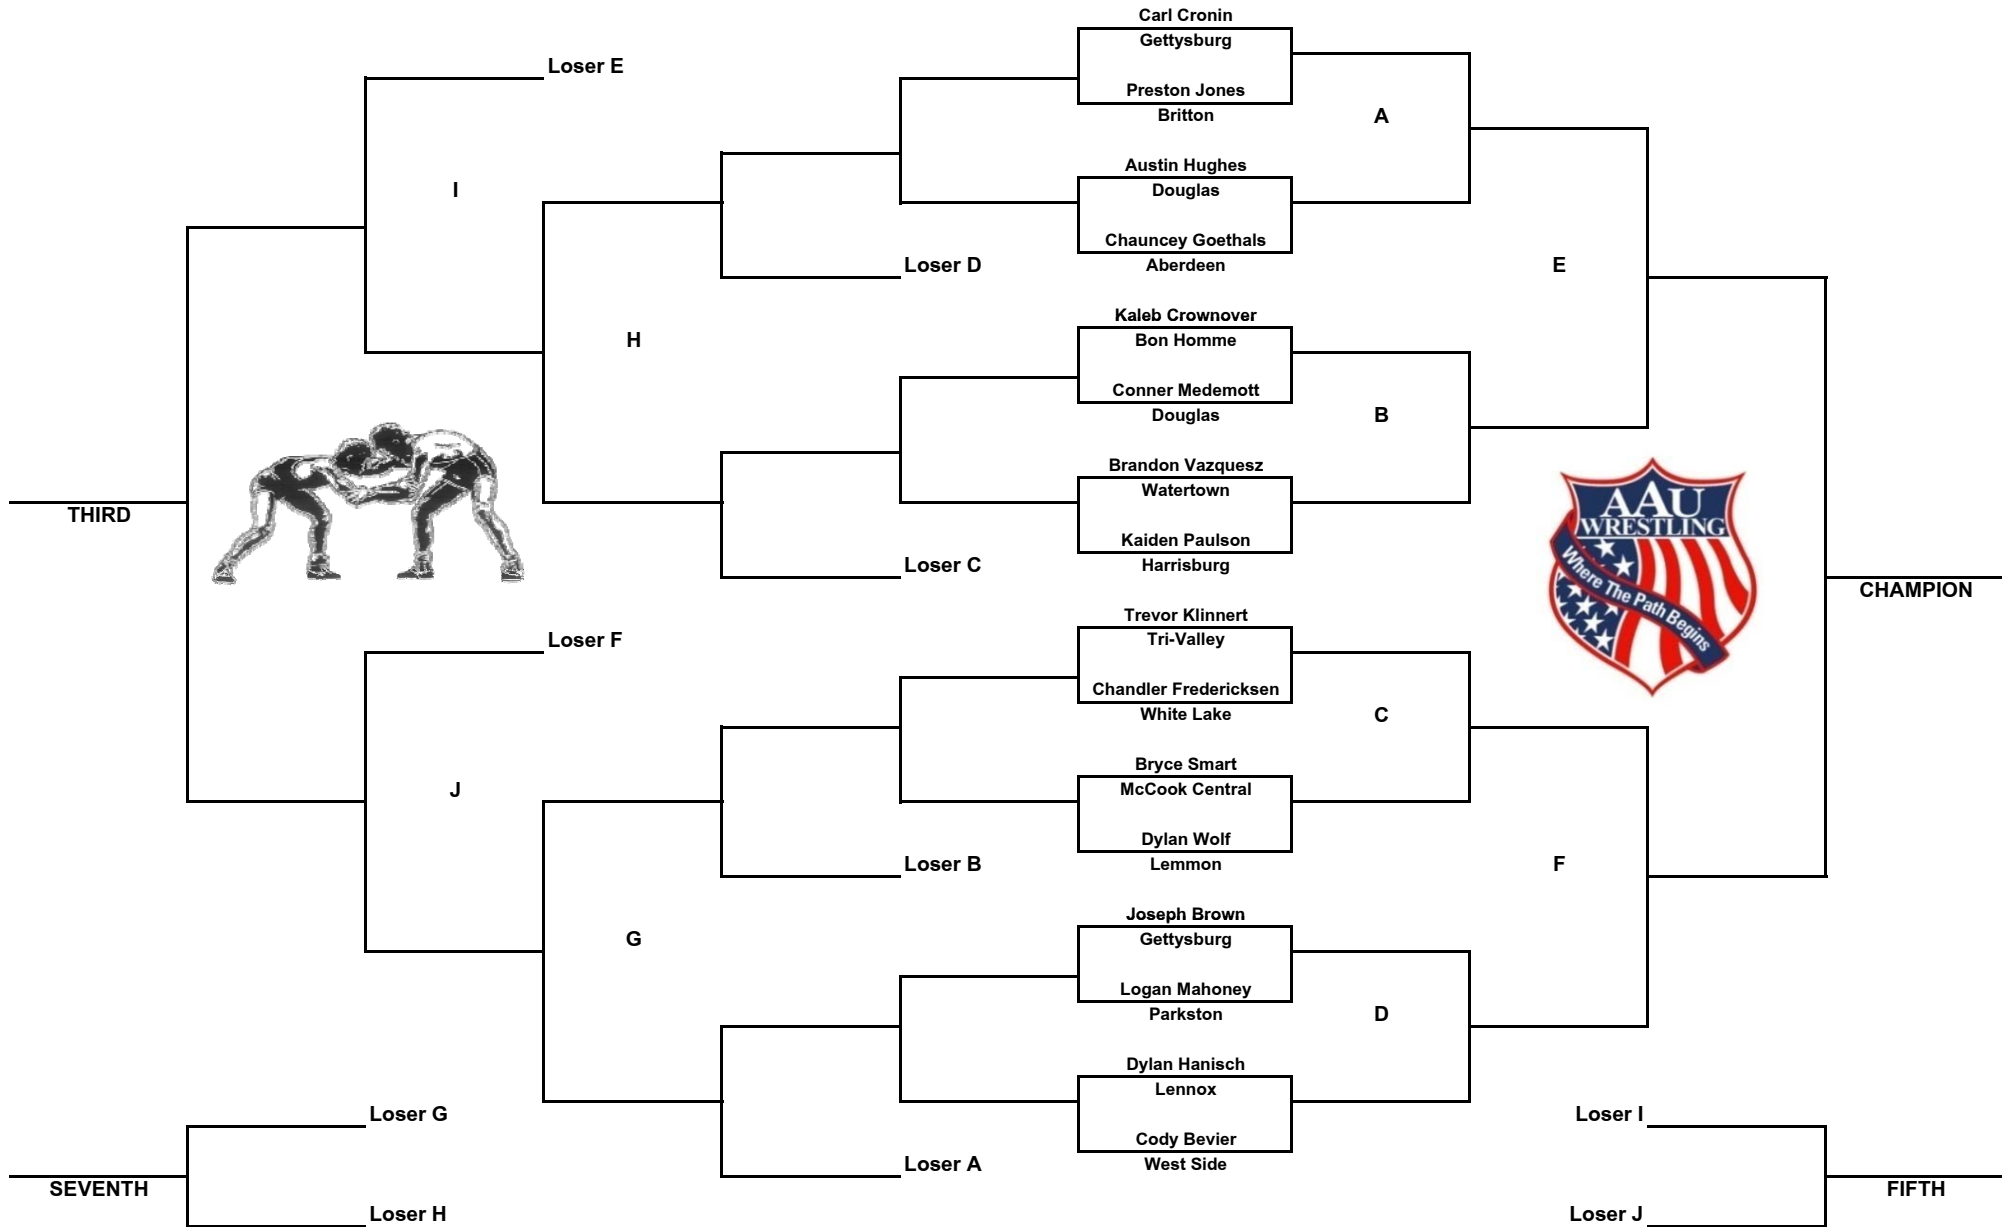 Carl Cronin
Gettysburg
Loser E
Preston Jones
Britton
A
Austin Hughes
I
Douglas
Chauncey Goethals
Loser D
Aberdeen
E
Kaleb Crownover
H
Bon Homme
Conner Medemott
Douglas
B
Brandon Vazquesz
Watertown
THIRD
AAU
WRESTLING
Where The Path Begins
Kaiden Paulson
Loser C
Harrisburg
CHAMPION
Trevor Klinnert
Loser F
Tri-Valley
Chandler Fredericksen
White Lake
C
Bryce Smart
J
McCook Central
Dylan Wolf
Loser B
Lemmon
F
Joseph Brown
G
Gettysburg
Logan Mahoney
Parkston
D
Dylan Hanisch
Lennox
Loser G
Loser I
Cody Bevier
Loser A
West Side
SEVENTH
FIFTH
Loser H
Loser J